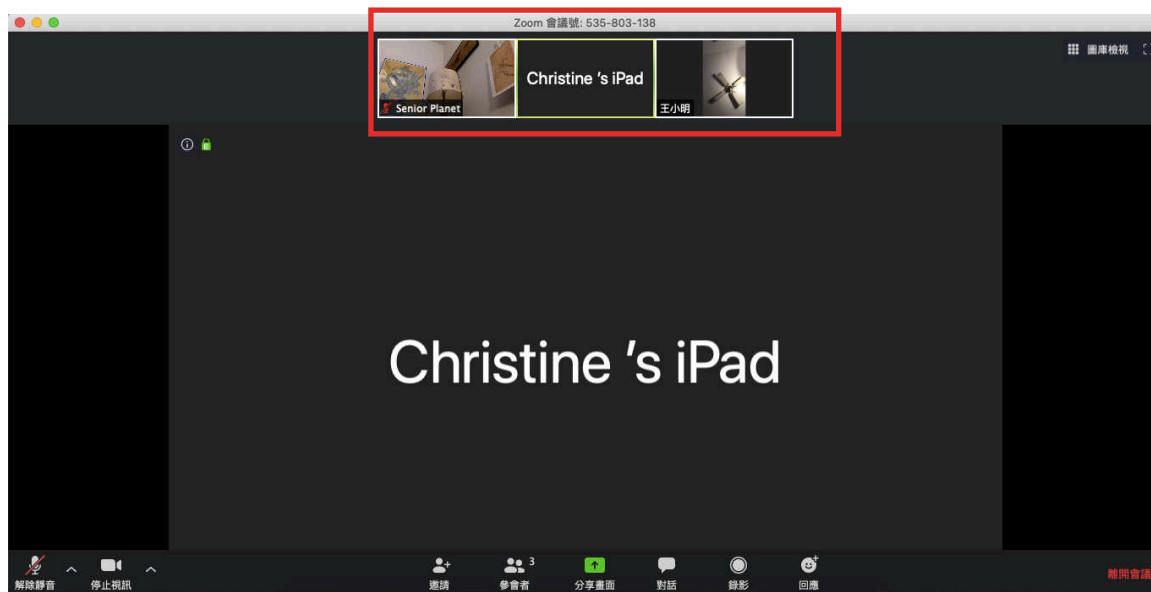 Zoom 會議號: 535-803-138
圖庫檢視
Senior Planet
Christine 's iPad
王小明
Christine 's iPad
解除靜音
停止視訊
邀請
參會者 3
分享畫面
對話
錄影
回應
離開會議